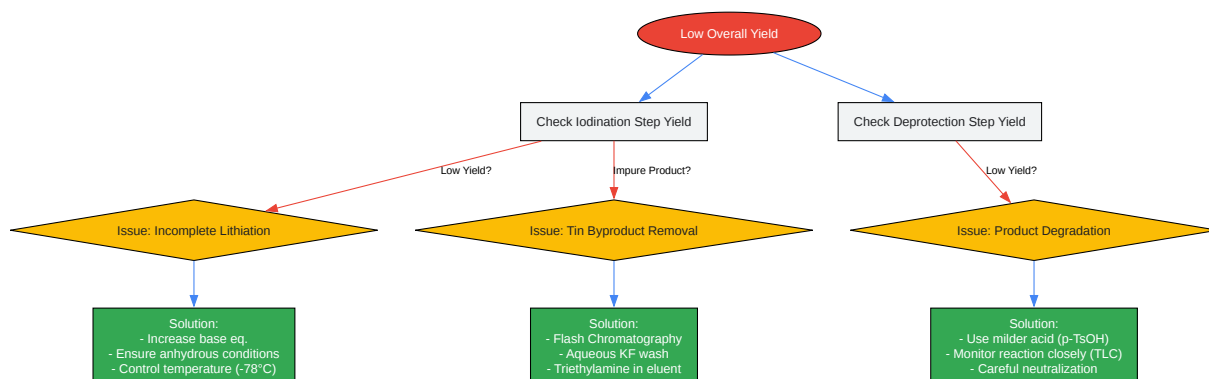 Low Overall Yield
Check Iodination Step Yield
Check Deprotection Step Yield
Low Yield?
Impure Product?
Low Yield?
Issue: Incomplete Lithiation
Issue: Tin Byproduct Removal
Issue: Product Degradation
Solution:
- Increase base eq.
- Ensure anhydrous conditions
- Control temperature (-78°C)
Solution:
- Flash Chromatography
- Aqueous KF wash
- Triethylamine in eluent
Solution:
- Use milder acid (p-TsOH)
- Monitor reaction closely (TLC)
- Careful neutralization